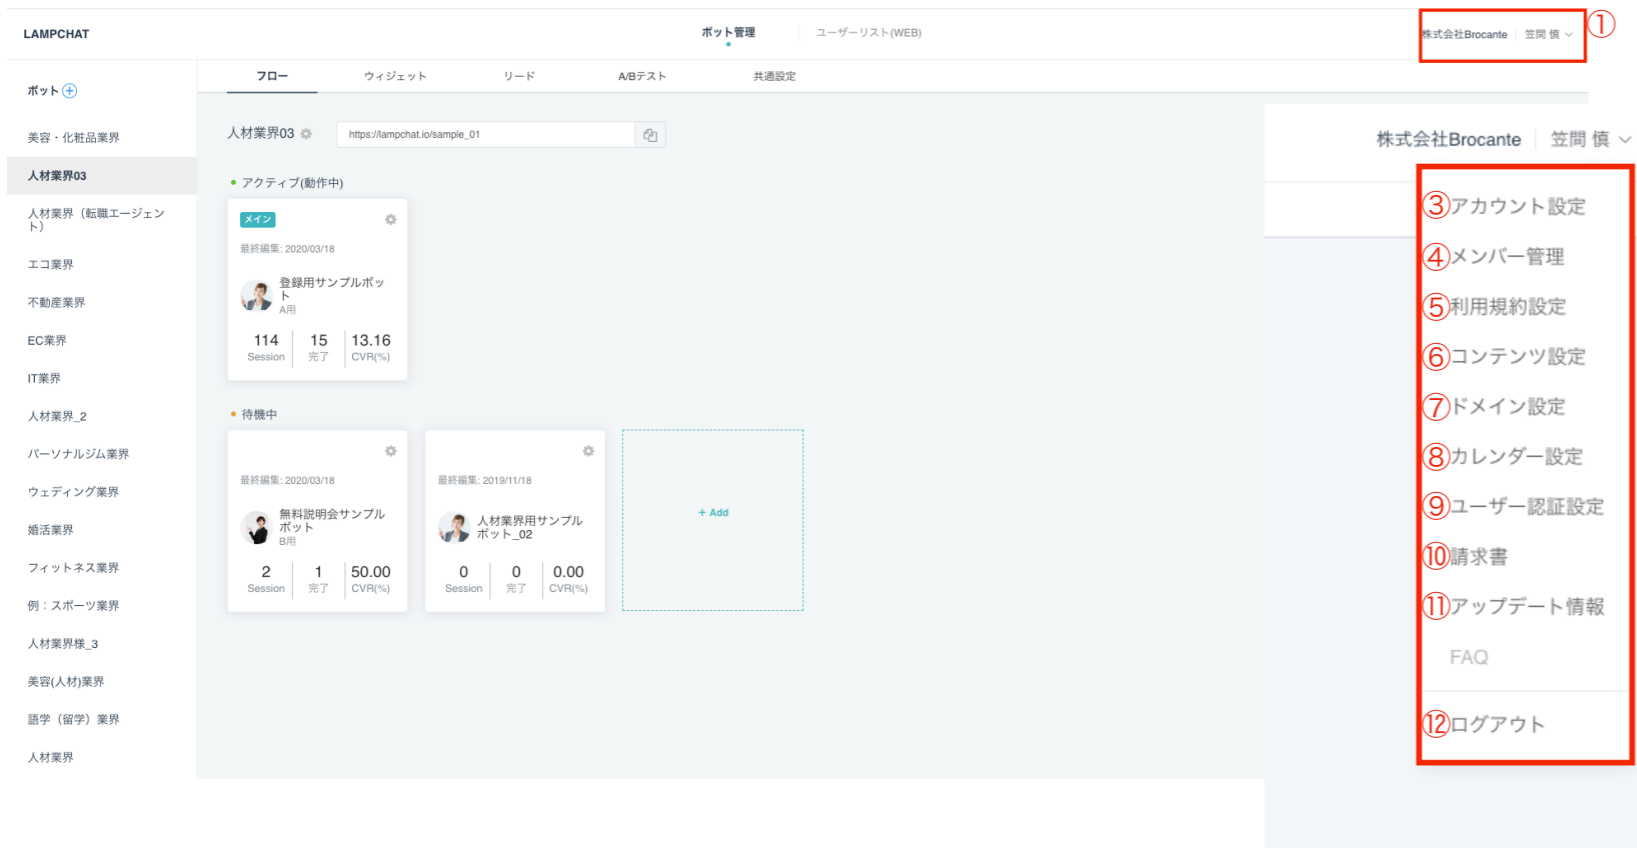 LAMPCHAT
ボット管理
ユーザーリスト(WEB)
株式会社Brocante
笠間 慎
①
ボット
フロー
ウィジェット
リード
A/Bテスト
共通設定
美容・化粧品業界
人材業界03
人材業界（転職エージェン
ト）
エコ業界
不動産業界
EC業界
IT業界
人材業界_2
パーソナルジム業界
ウェディング業界
婚活業界
フィットネス業界
例：スポーツ業界
人材業界様_3
美容(人材)業界
語学（留学）業界
人材業界
人材業界03
https://lampchat.io/sample_01
アクティブ(動作中)
メイン
最終編集: 2020/03/18
登録用サンプルボッ
ト
A用
114 15 13.16
Session 完了 CVR(%)
待機中
最終編集: 2020/03/18
無料説明会サンプル
ボット
B用
2 1 50.00
Session 完了 CVR(%)
最終編集: 2019/11/18
人材業界用サンプル
ボット_02
0 0 0.00
Session 完了 CVR(%)
+ Add
株式会社Brocante
笠間 慎
③アカウント設定
④メンバー管理
⑤利用規約設定
⑥コンテンツ設定
⑦ドメイン設定
⑧カレンダー設定
⑨ユーザー認証設定
⑩請求書
⑪アップデート情報
FAQ
⑫ログアウト